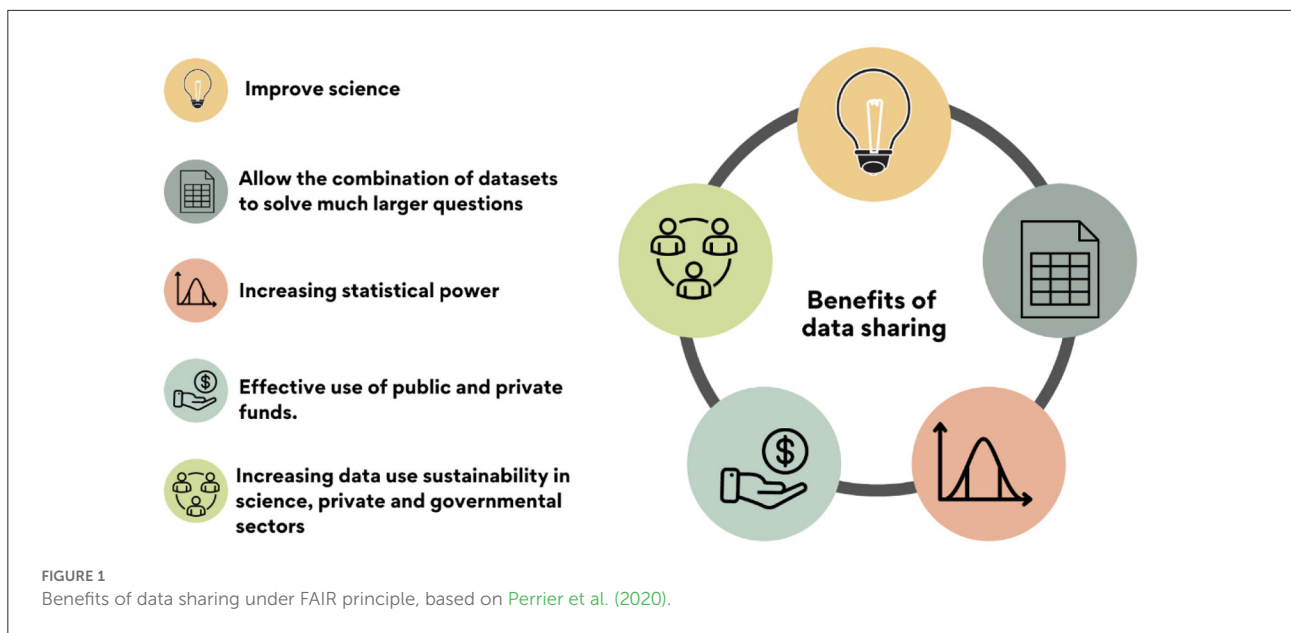 Improve science
Allow the combination of datasets
to solve much larger questions
Increasing statistical power
Effective use of public and private
funds.
Increasing data use sustainability in
science, private and governmental
sectors
$
Benefits of
data sharing
$
FIGURE 1
Benefits of data sharing under FAIR principle, based on Perrier et al. (2020).